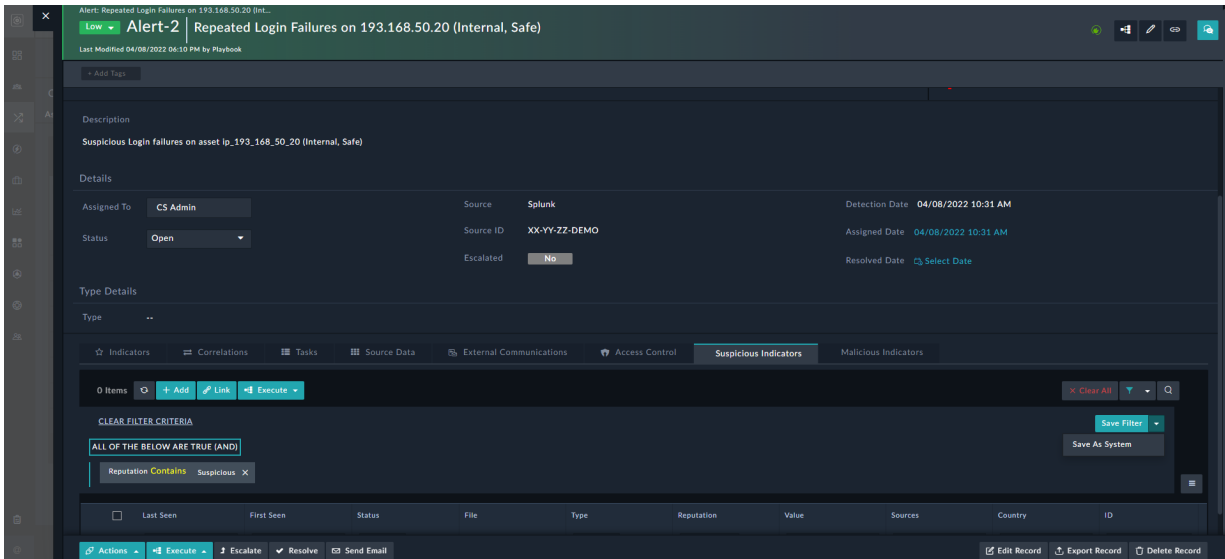 Alert: Repeated Login Failures on 193.168.50.20 (Int...
Low Alert-2 Repeated Login Failures on 193.168.50.20 (Internal, Safe)
Last Modified 04/08/2022 06:10 PM by Playbook
+ Add Tags
Description
Suspicious Login failures on asset ip_193_168_50_20 (Internal, Safe)
Details
Assigned To CS Admin Source Splunk Detection Date 04/08/2022 10:31 AM
Status Open Source ID XX-YY-ZZ-DEMO Assigned Date 04/08/2022 10:31 AM
Escalated No Resolved Date Select Date
Type Details
Type --
Indicators Correlations Tasks Source Data External Communications Access Control Suspicious Indicators Malicious Indicators
0 Items + Add Link Execute × Clear All
CLEAR FILTER CRITERIA Save Filter
ALL OF THE BELOW ARE TRUE (AND) Save As System
Reputation Contains Suspicious ×
Last Seen First Seen Status File Type Reputation Value Sources Country ID
Actions Execute Escalate Resolve Send Email Edit Record Export Record Delete Record